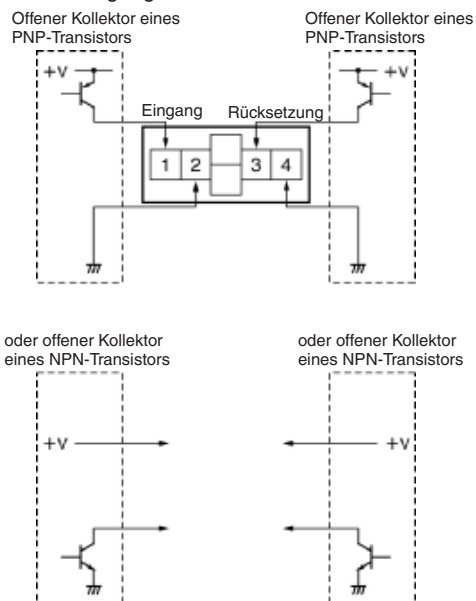 Offener Kollektor eines
PNP-Transistors
Offener Kollektor eines
PNP-Transistors
+V
+V
Eingang
Rücksetzung
1 2 3 4
oder offener Kollektor
eines NPN-Transistors
oder offener Kollektor
eines NPN-Transistors
+V
+V